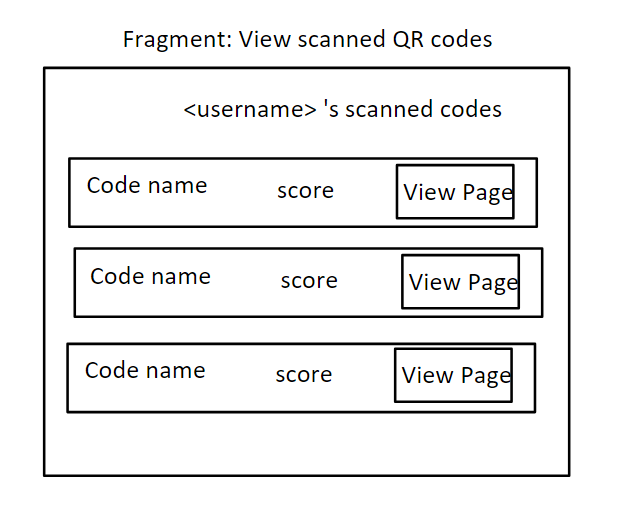 Fragment: View scanned QR codes
<username> 's scanned codes
Code name score View Page
Code name score View Page
Code name score View Page